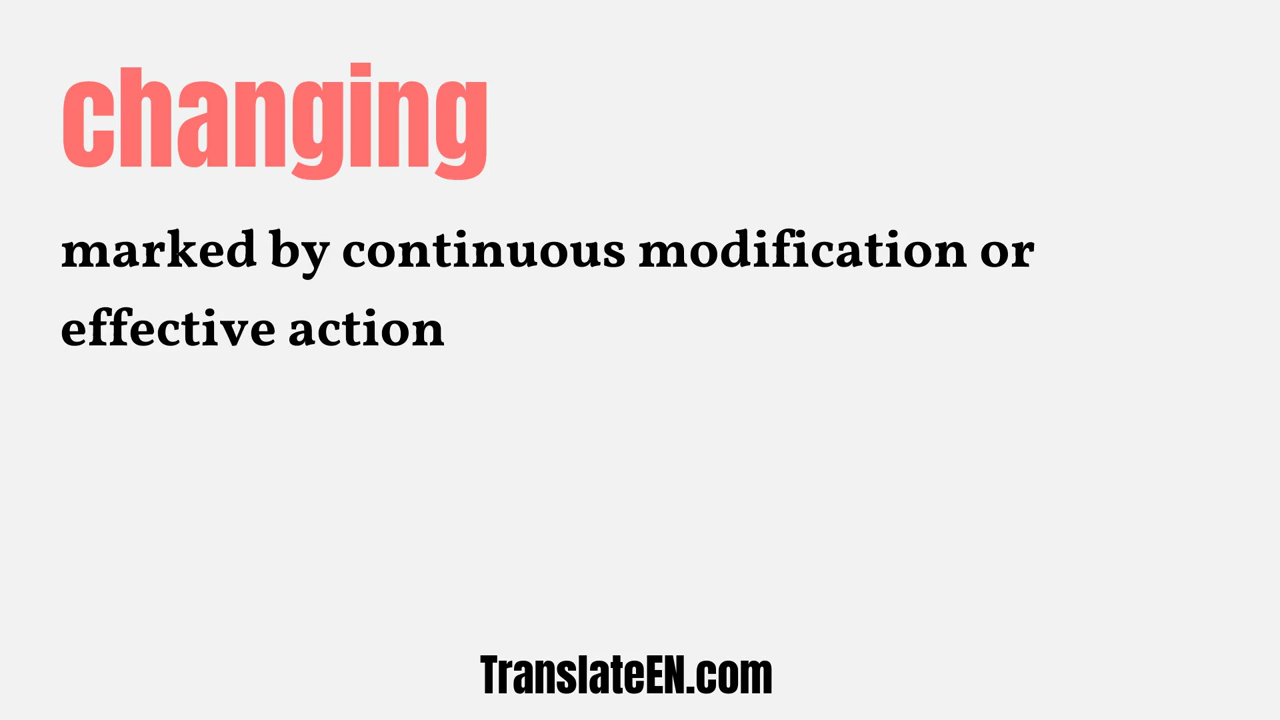 changing
marked by continuous modification or
effective action
TranslateEN.com